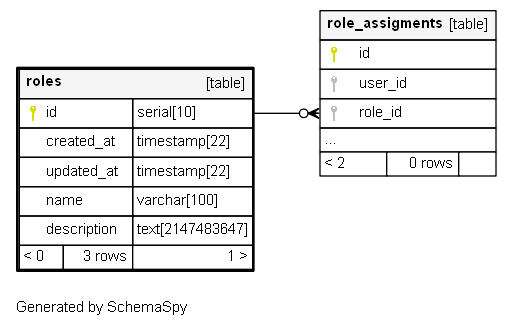 role_assigments [table]
id
user_id
role_id
...
< 2 0 rows
roles [table]
id serial[10]
created_at timestamp[22]
updated_at timestamp[22]
name varchar[100]
description text[2147483647]
< 0 3 rows 1 >
Generated by SchemaSpy